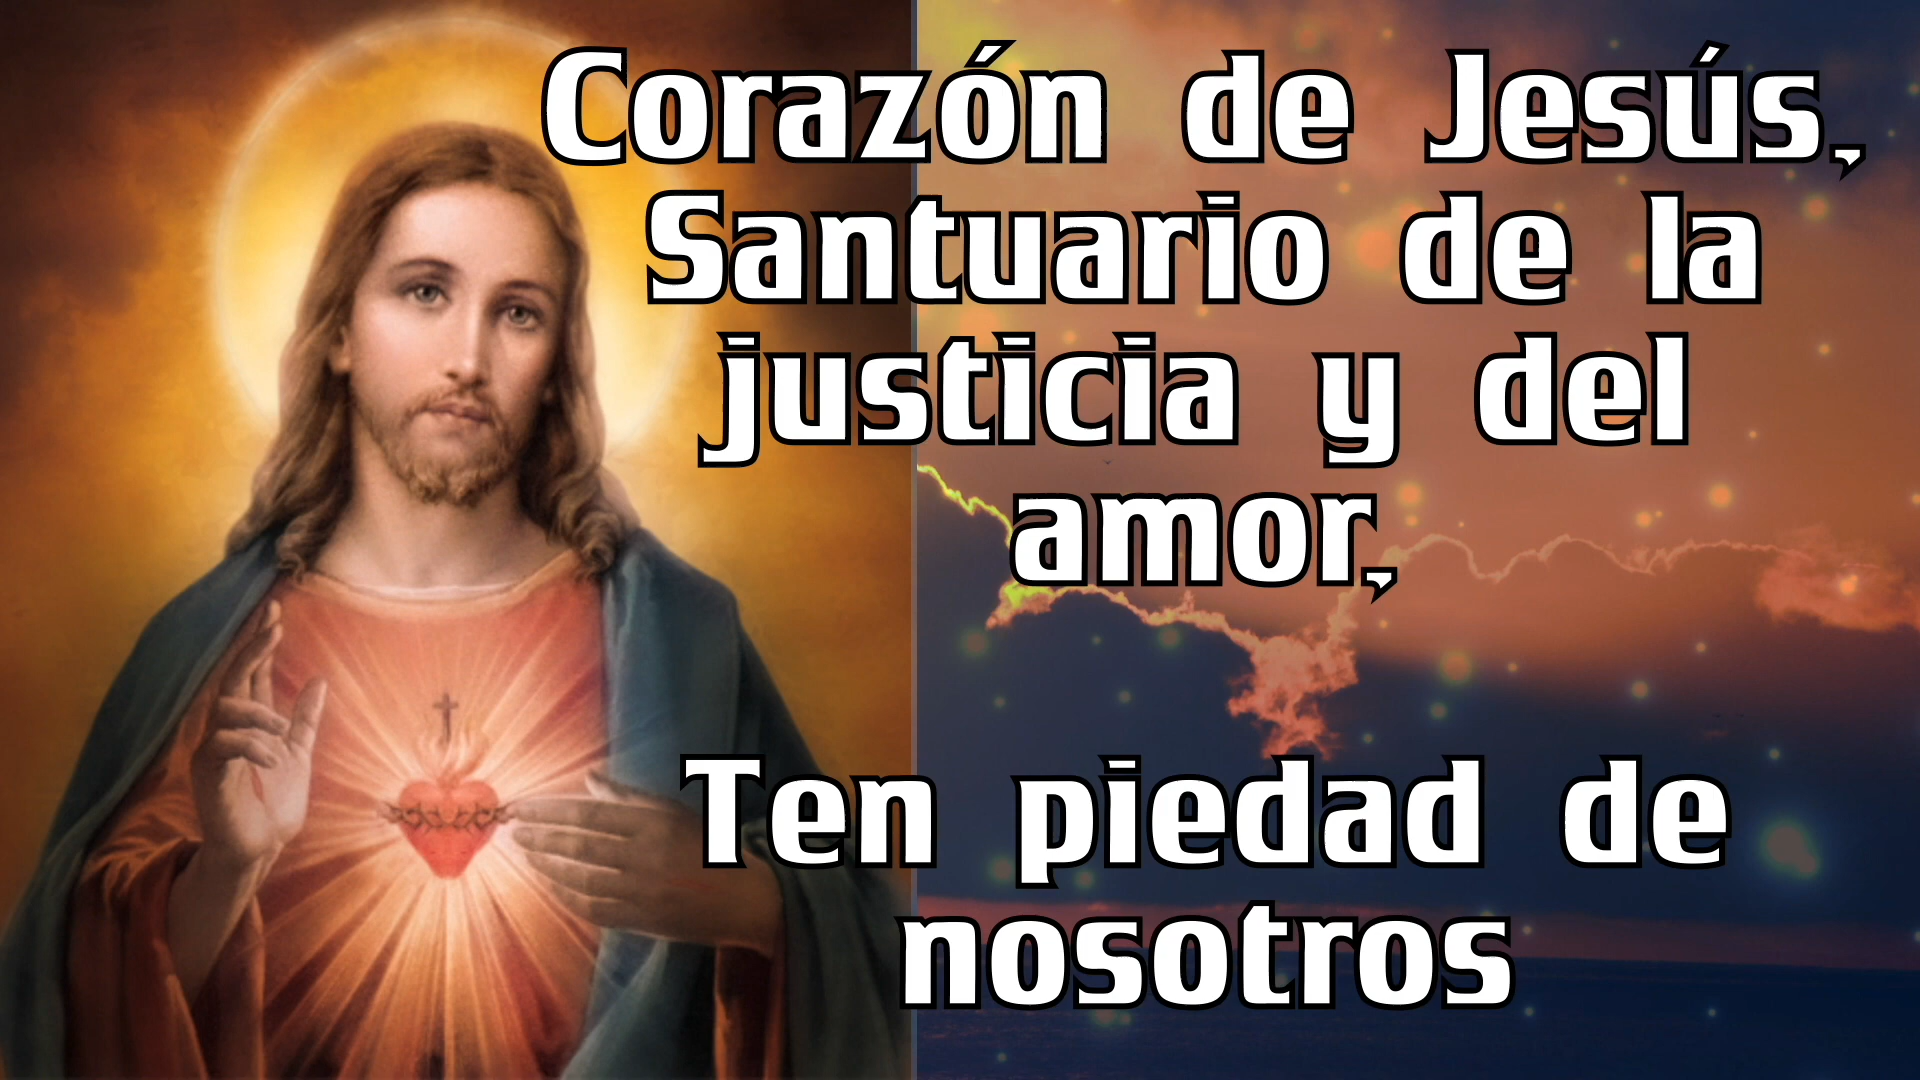 Corazón de Jesús,
Santuario de la
justicia y del
amor,
Ten piedad de
nosotros